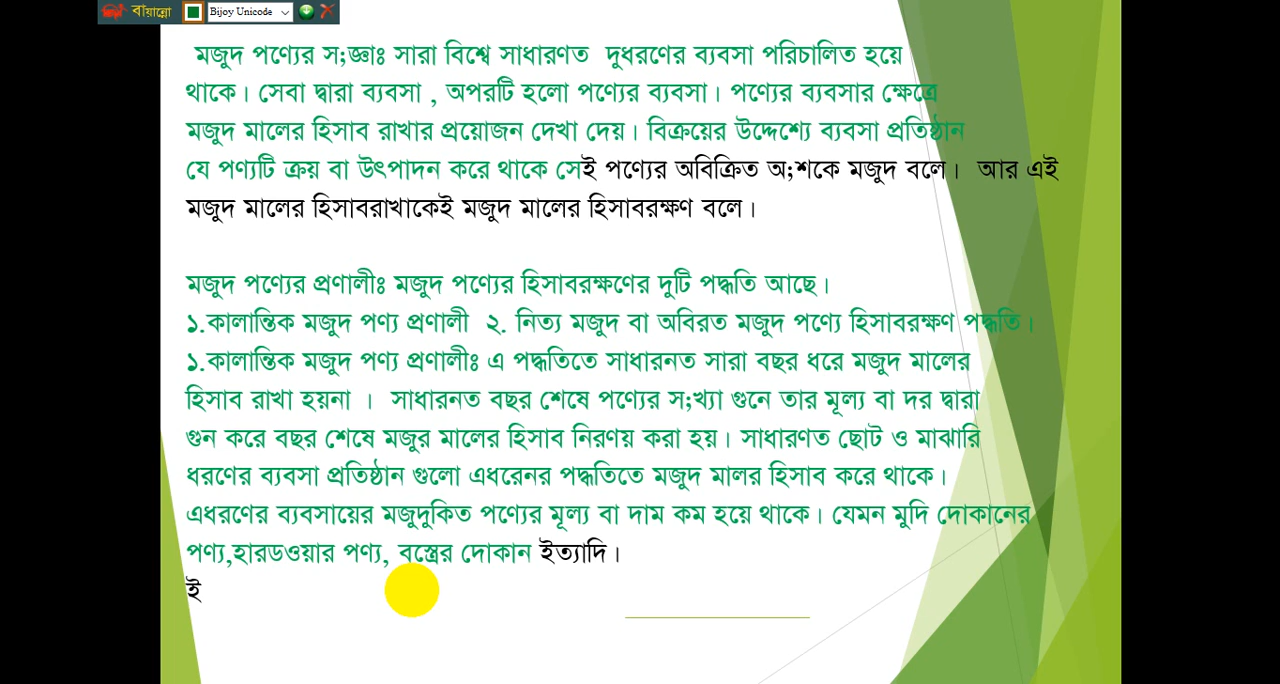 বায়ান্নো Bijoy Unicode
মজুদ পণ্যের স;জ্ঞাঃ সারা বিশ্বে সাধারণত দুধরণের ব্যবসা পরিচালিত হয়ে
থাকে। সেবা দ্বারা ব্যবসা , অপরটি হলো পণ্যের ব্যবসা। পণ্যের ব্যবসার ক্ষেত্রে
মজুদ মালের হিসাব রাখার প্রয়োজন দেখা দেয়। বিক্রয়ের উদ্দেশ্যে ব্যবসা প্রতিষ্ঠান
যে পণ্যটি ক্রয় বা উৎপাদন করে থাকে সেই পণ্যের অবিক্রিত অ;শকে মজুদ বলে। আর এই
মজুদ মালের হিসাবরাখাকেই মজুদ মালের হিসাবরক্ষণ বলে।
মজুদ পণ্যের প্রণালীঃ মজুদ পণ্যের হিসাবরক্ষণের দুটি পদ্ধতি আছে।
১.কালান্তিক মজুদ পণ্য প্রণালী ২. নিত্য মজুদ বা অবিরত মজুদ পণ্যে হিসাবরক্ষণ পদ্ধতি।
১.কালান্তিক মজুদ পণ্য প্রণালীঃ এ পদ্ধতিতে সাধারনত সারা বছর ধরে মজুদ মালের
হিসাব রাখা হয়না । সাধারনত বছর শেষে পণ্যের স;খ্যা গুনে তার মূল্য বা দর দ্বারা
গুন করে বছর শেষে মজুর মালের হিসাব নিরণয় করা হয়। সাধারণত ছোট ও মাঝারি
ধরণের ব্যবসা প্রতিষ্ঠান গুলো এধরেনর পদ্ধতিতে মজুদ মালর হিসাব করে থাকে।
এধরণের ব্যবসায়ের মজুদুকিত পণ্যের মূল্য বা দাম কম হয়ে থাকে। যেমন মুদি দোকানের
পণ্য,হারডওয়ার পণ্য, বস্ত্রের দোকান ইত্যাদি।
ই